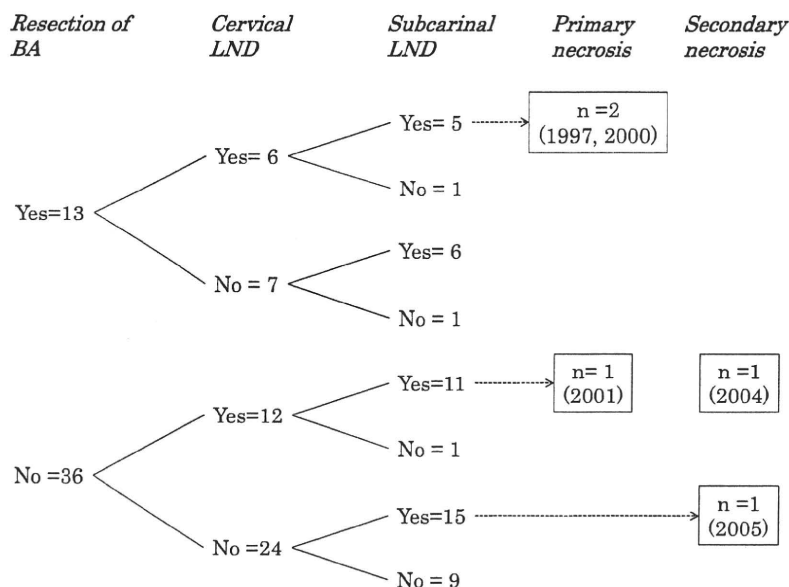 Resection of BA
Cervical LND
Subcarinal LND
Primary necrosis
Secondary necrosis
Yes= 5
n =2
(1997, 2000)
Yes= 6
No = 1
Yes=13
Yes= 6
No = 7
No = 1
Yes=11
n= 1
(2001)
n=1
(2004)
Yes=12
No = 1
No =36
Yes=15
n =1
(2005)
No =24
No = 9